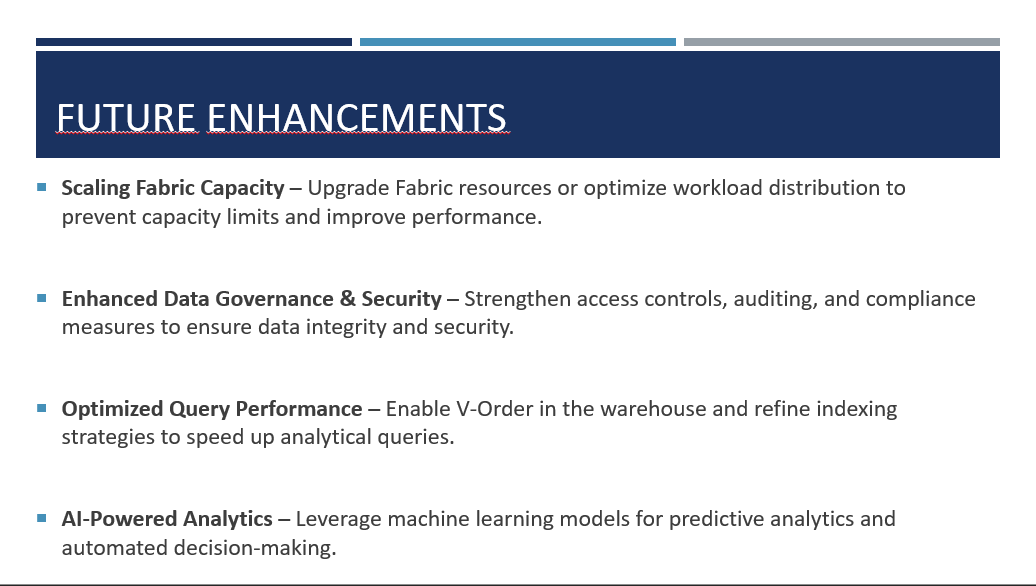 FUTURE ENHANCEMENTS
Scaling Fabric Capacity – Upgrade Fabric resources or optimize workload distribution to
prevent capacity limits and improve performance.
Enhanced Data Governance & Security – Strengthen access controls, auditing, and compliance
measures to ensure data integrity and security.
Optimized Query Performance – Enable V-Order in the warehouse and refine indexing
strategies to speed up analytical queries.
AI-Powered Analytics – Leverage machine learning models for predictive analytics and
automated decision-making.